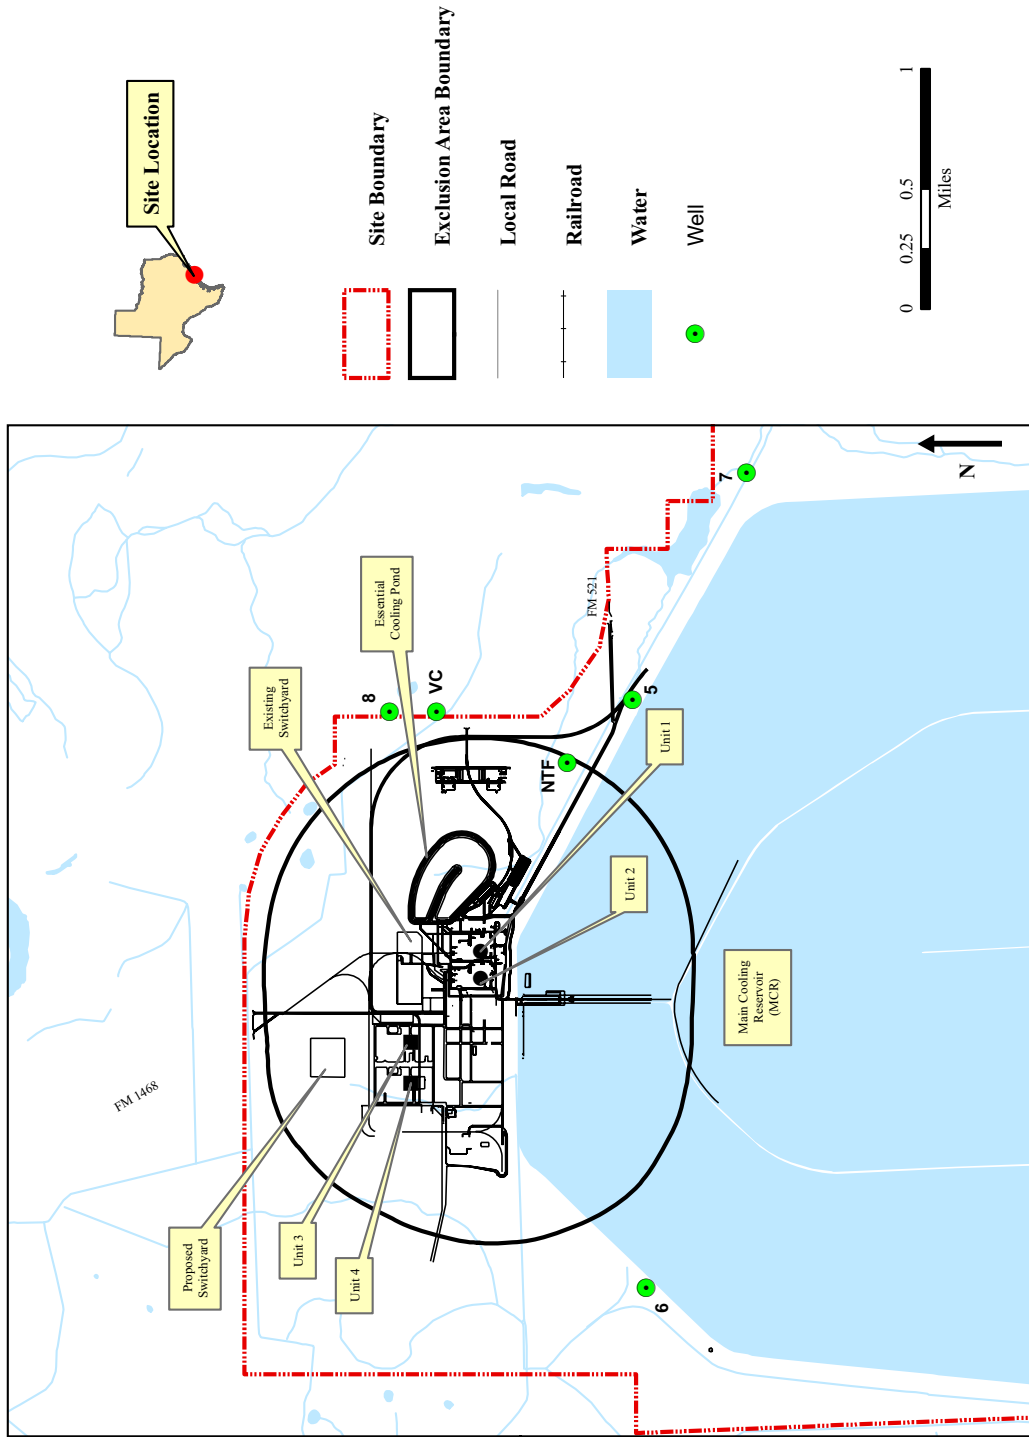 Site Location
Site Boundary
Exclusion Area Boundary
Local Road
Railroad
Water
Well
0
0.25
0.5
1
Miles
N
FM 1468
FM 521
Proposed
Switchyard
Unit 3
Unit 4
Existing
Switchyard
Essential
Cooling Pond
Unit 1
Unit 2
Main Cooling
Reservoir
(MCR)
8
VC
NTF
5
7
6